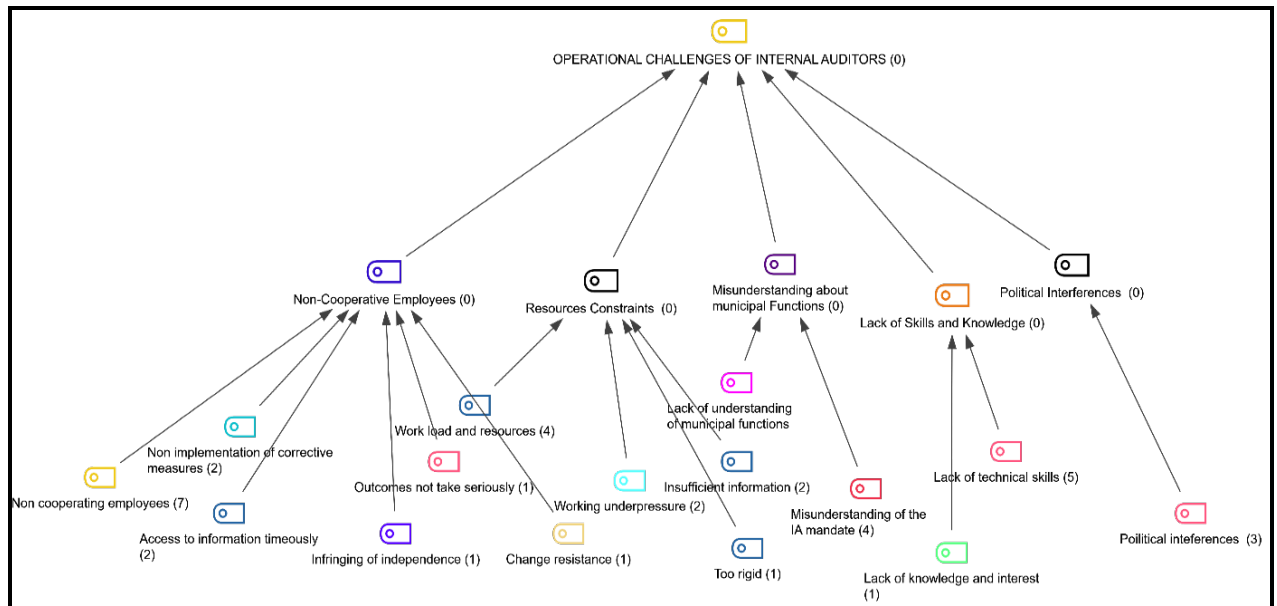 OPERATIONAL CHALLENGES OF INTERNAL AUDITORS (0)
Non-Cooperative Employees (0)
Resources Constraints (0)
Misunderstanding about
municipal Functions (0)
Lack of Skills and Knowledge (0)
Political Interferences (0)
Non cooperating employees (7)
Non implementation of corrective
measures (2)
Access to information timeously
(2)
Infringing of independence (1)
Outcomes not take seriously (1)
Change resistance (1)
Work load and resources (4)
Working underpressure (2)
Too rigid (1)
Insufficient information (2)
Lack of understanding
of municipal functions
Misunderstanding of the
IA mandate (4)
Lack of knowledge and interest
(1)
Lack of technical skills (5)
Poilitical inteferences (3)